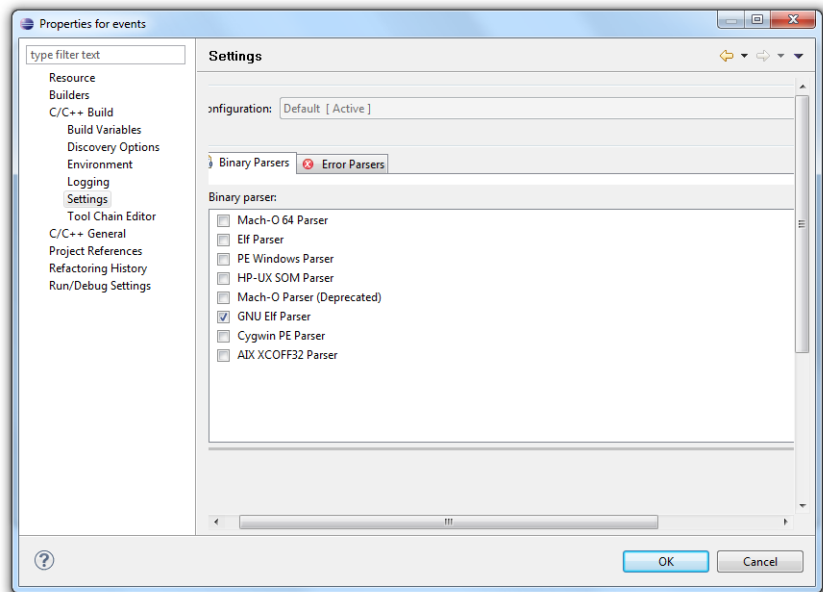 Properties for events
type filter text
Settings
Resource
Builders
C/C++ Build
Build Variables
Discovery Options
Environment
Logging
Settings
Tool Chain Editor
C/C++ General
Project References
Refactoring History
Run/Debug Settings
onfiguration: Default [ Active ]
Binary Parsers
Error Parsers
Binary parser:
Mach-O 64 Parser
Elf Parser
PE Windows Parser
HP-UX SOM Parser
Mach-O Parser (Deprecated)
GNU Elf Parser
Cygwin PE Parser
AIX XCOFF32 Parser
OK
Cancel